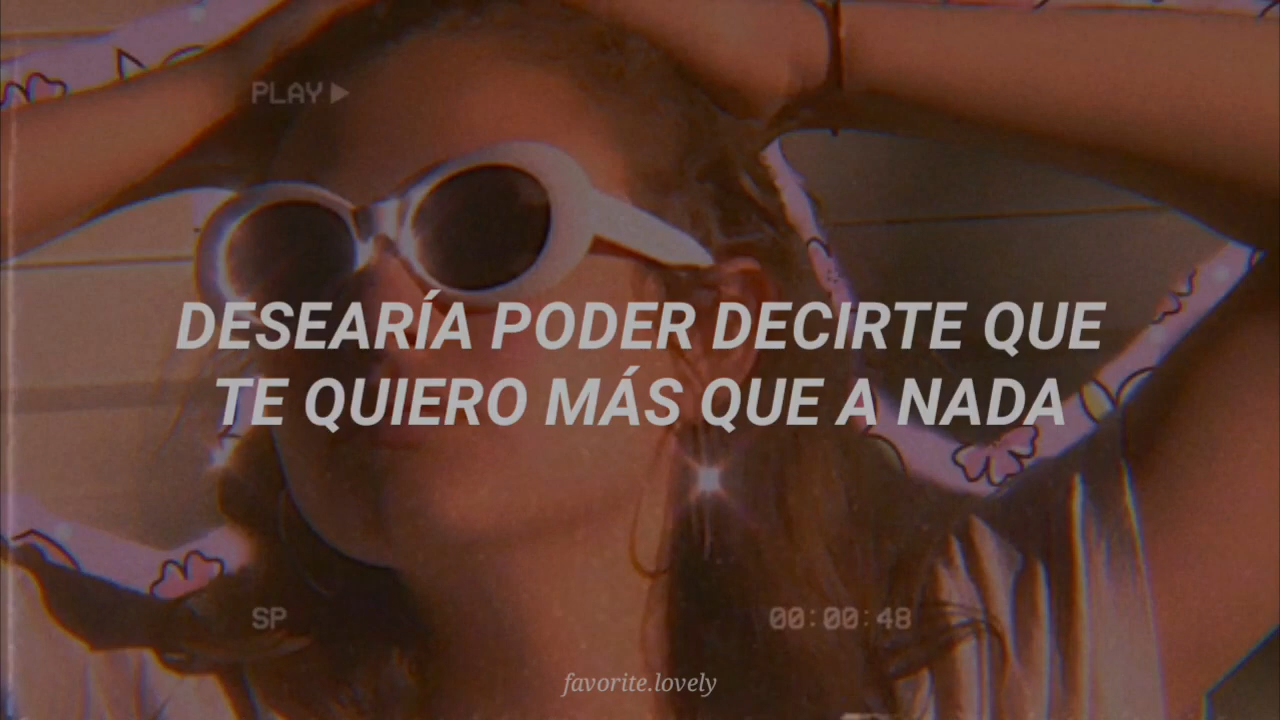 PLAY ▶
DESEARÍA PODER DECIRTE QUE
TE QUIERO MÁS QUE A NADA
SP
00:00:48
favorite.lovely